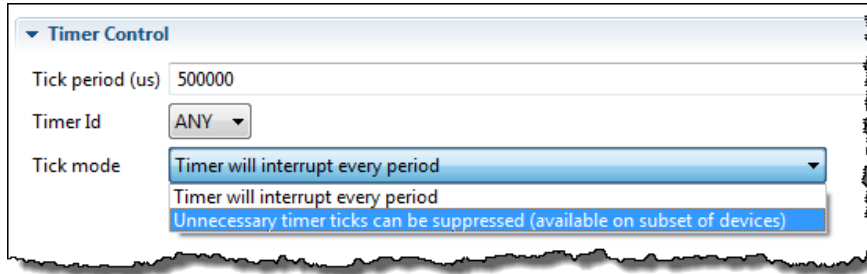 Timer Control
Tick period (us) 500000
Timer Id ANY
Tick mode Timer will interrupt every period
Timer will interrupt every period
Unnecessary timer ticks can be suppressed (available on subset of devices)